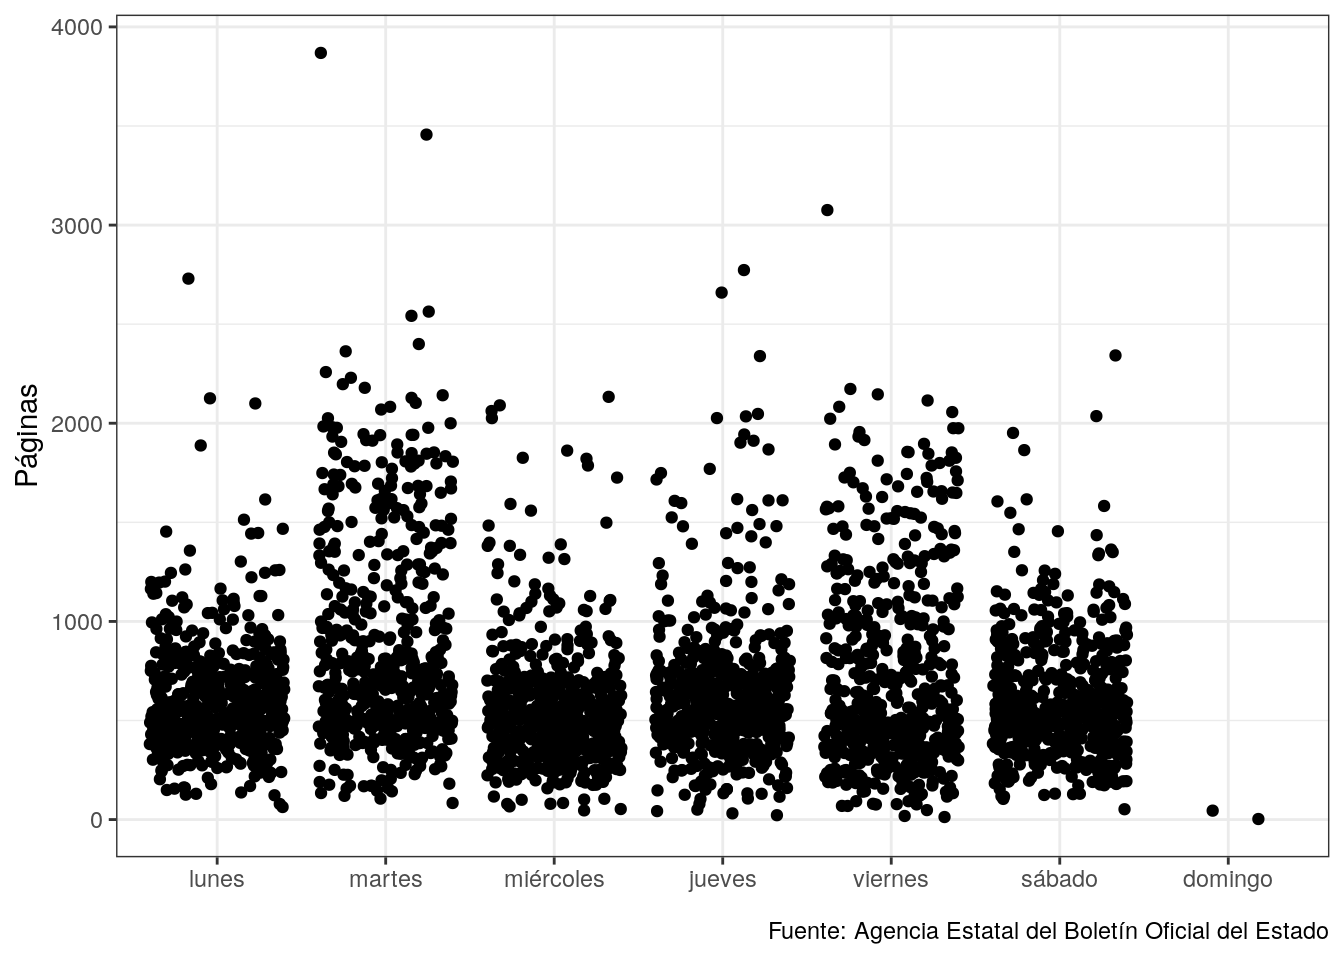 4000
3000
2000
1000
0
Páginas
lunes martes miércoles jueves viernes sábado domingo
Fuente: Agencia Estatal del Boletín Oficial del Estado